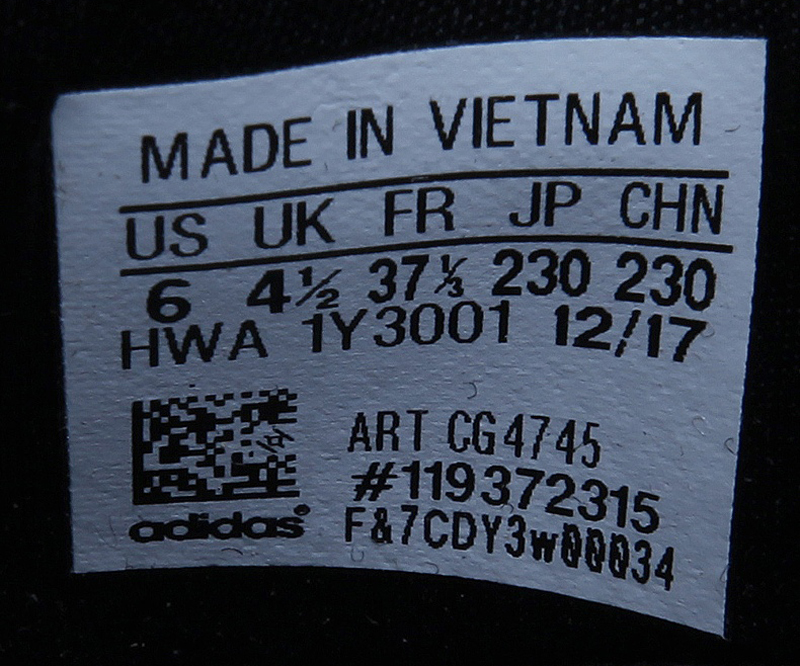 MADE IN VIETNAM
US UK FR JP CHN
6 4½ 37⅓ 230 230
HWA 1Y3001 12/17
ART CG4745
#119372315
adidas®
F&7CDY3w00034